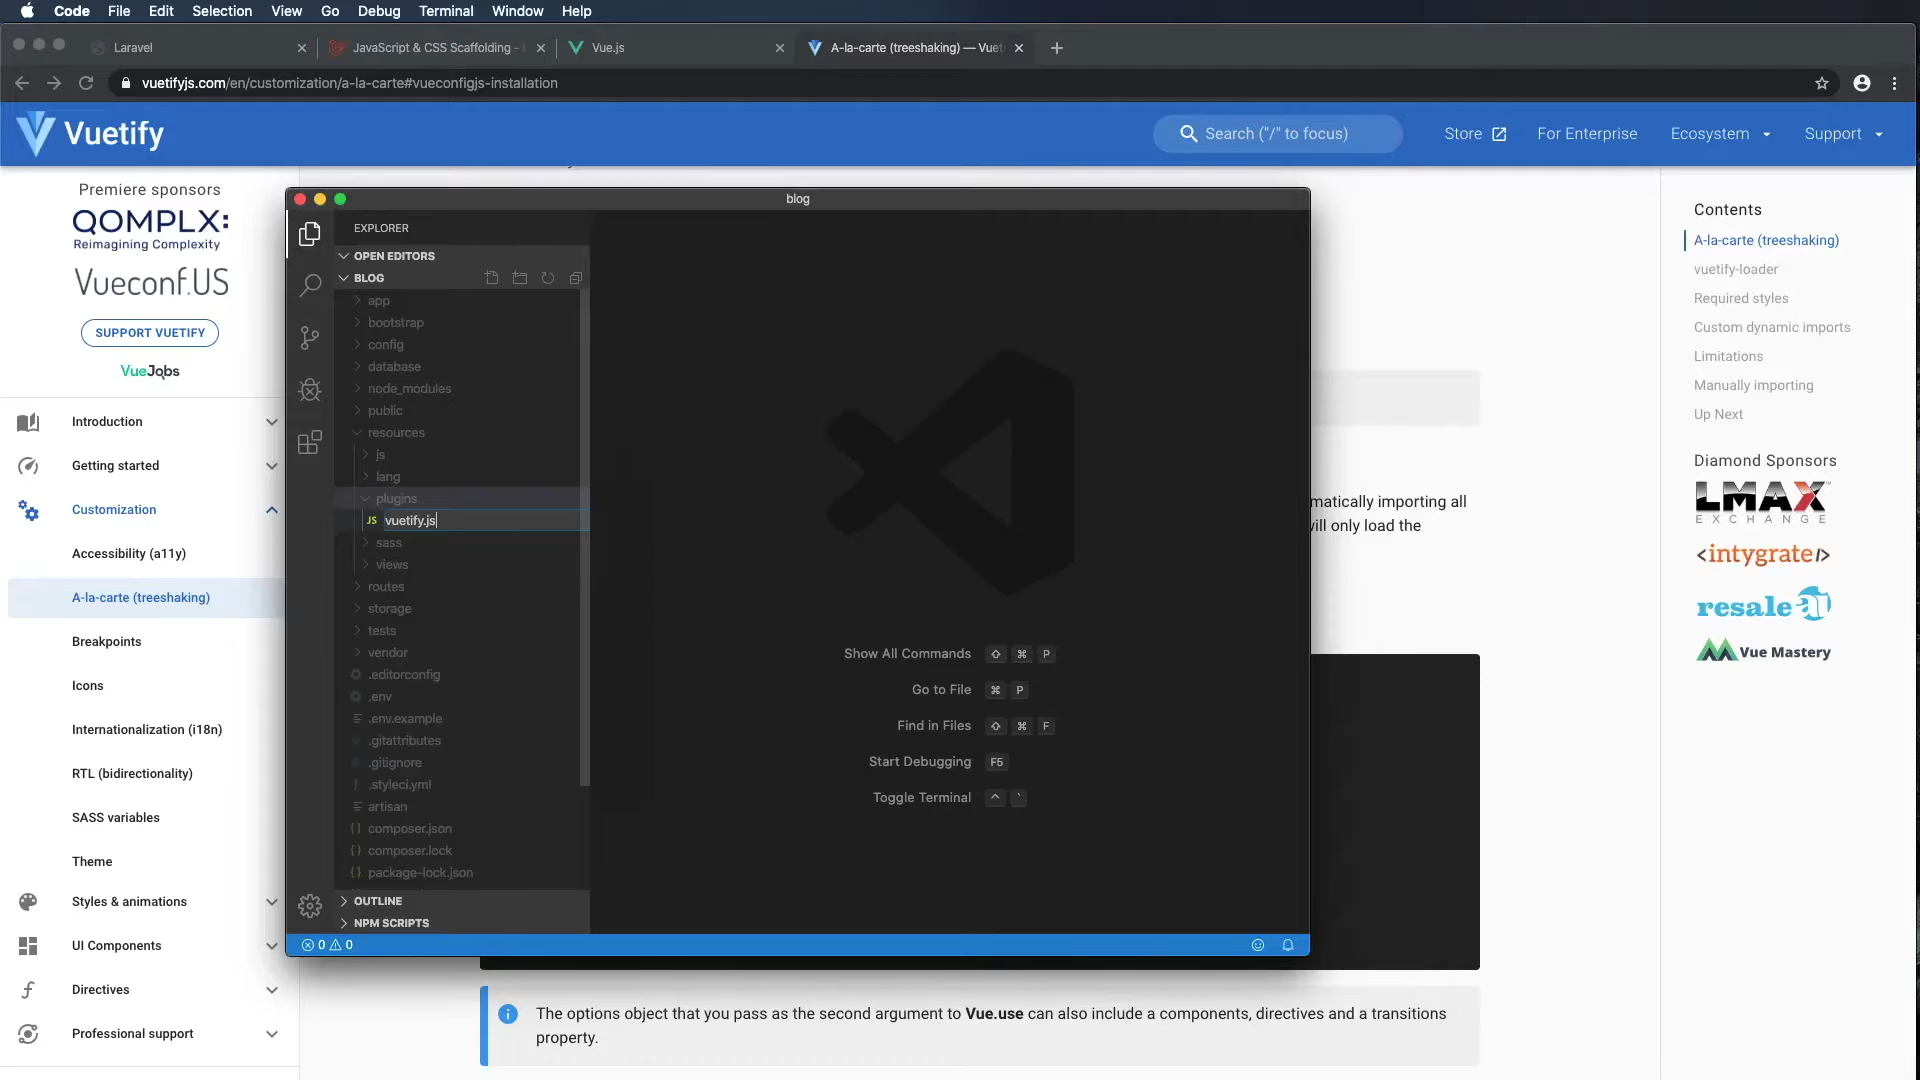 Code File Edit Selection View Go Debug Terminal Window Help
Laravel
JavaScript & CSS Scaffolding -
Vue.js
A-la-carte (treeshaking) — Vuet
vuetifyjs.com/en/customization/a-la-carte#vueconfigjs-installation
Vuetify
Search ("/" to focus)
Store
For Enterprise
Ecosystem
Support
Premiere sponsors
QOMPLX:
Reimagining Complexity
Vueconf.US
SUPPORT VUETIFY
VueJobs
Introduction
Getting started
Customization
Accessibility (a11y)
A-la-carte (treeshaking)
Breakpoints
Icons
Internationalization (i18n)
RTL (bidirectionality)
SASS variables
Theme
Styles & animations
UI Components
Directives
Professional support
blog
EXPLORER
OPEN EDITORS
BLOG
app
bootstrap
config
database
node_modules
public
resources
js
lang
plugins
JS vuetify.js
sass
views
routes
storage
tests
vendor
.editorconfig
.env
.env.example
.gitattributes
.gitignore
! .styleci.yml
artisan
{ } composer.json
{ } composer.lock
{ } package-lock.json
OUTLINE
NPM SCRIPTS
0 0
Show All Commands ⇧ ⌘ P
Go to File ⌘ P
Find in Files ⇧ ⌘ F
Start Debugging F5
Toggle Terminal ^ `
matically importing all
will only load the
The options object that you pass as the second argument to Vue.use can also include a components, directives and a transitions
property.
Contents
A-la-carte (treeshaking)
vuetify-loader
Required styles
Custom dynamic imports
Limitations
Manually importing
Up Next
Diamond Sponsors
LMAX
EXCHANGE
<intygrate/>
resale
Vue Mastery